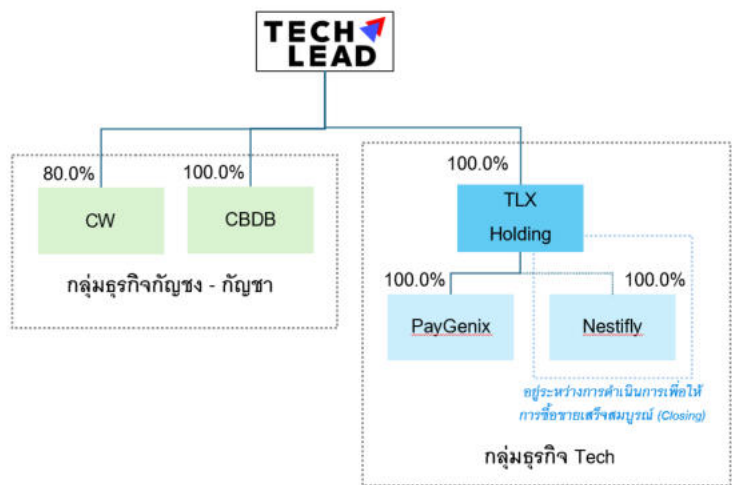 TECH
LEAD
80.0%
100.0%
100.0%
CW
CBDB
TLX
Holding
กลุ่มธุรกิจกัญชง - กัญชา
100.0%
100.0%
PayGenix
Nestifly
อยู่ระหว่างการดำเนินการเพื่อให้
การซื้อขายเสร็จสมบูรณ์ (Closing)
กลุ่มธุรกิจ Tech